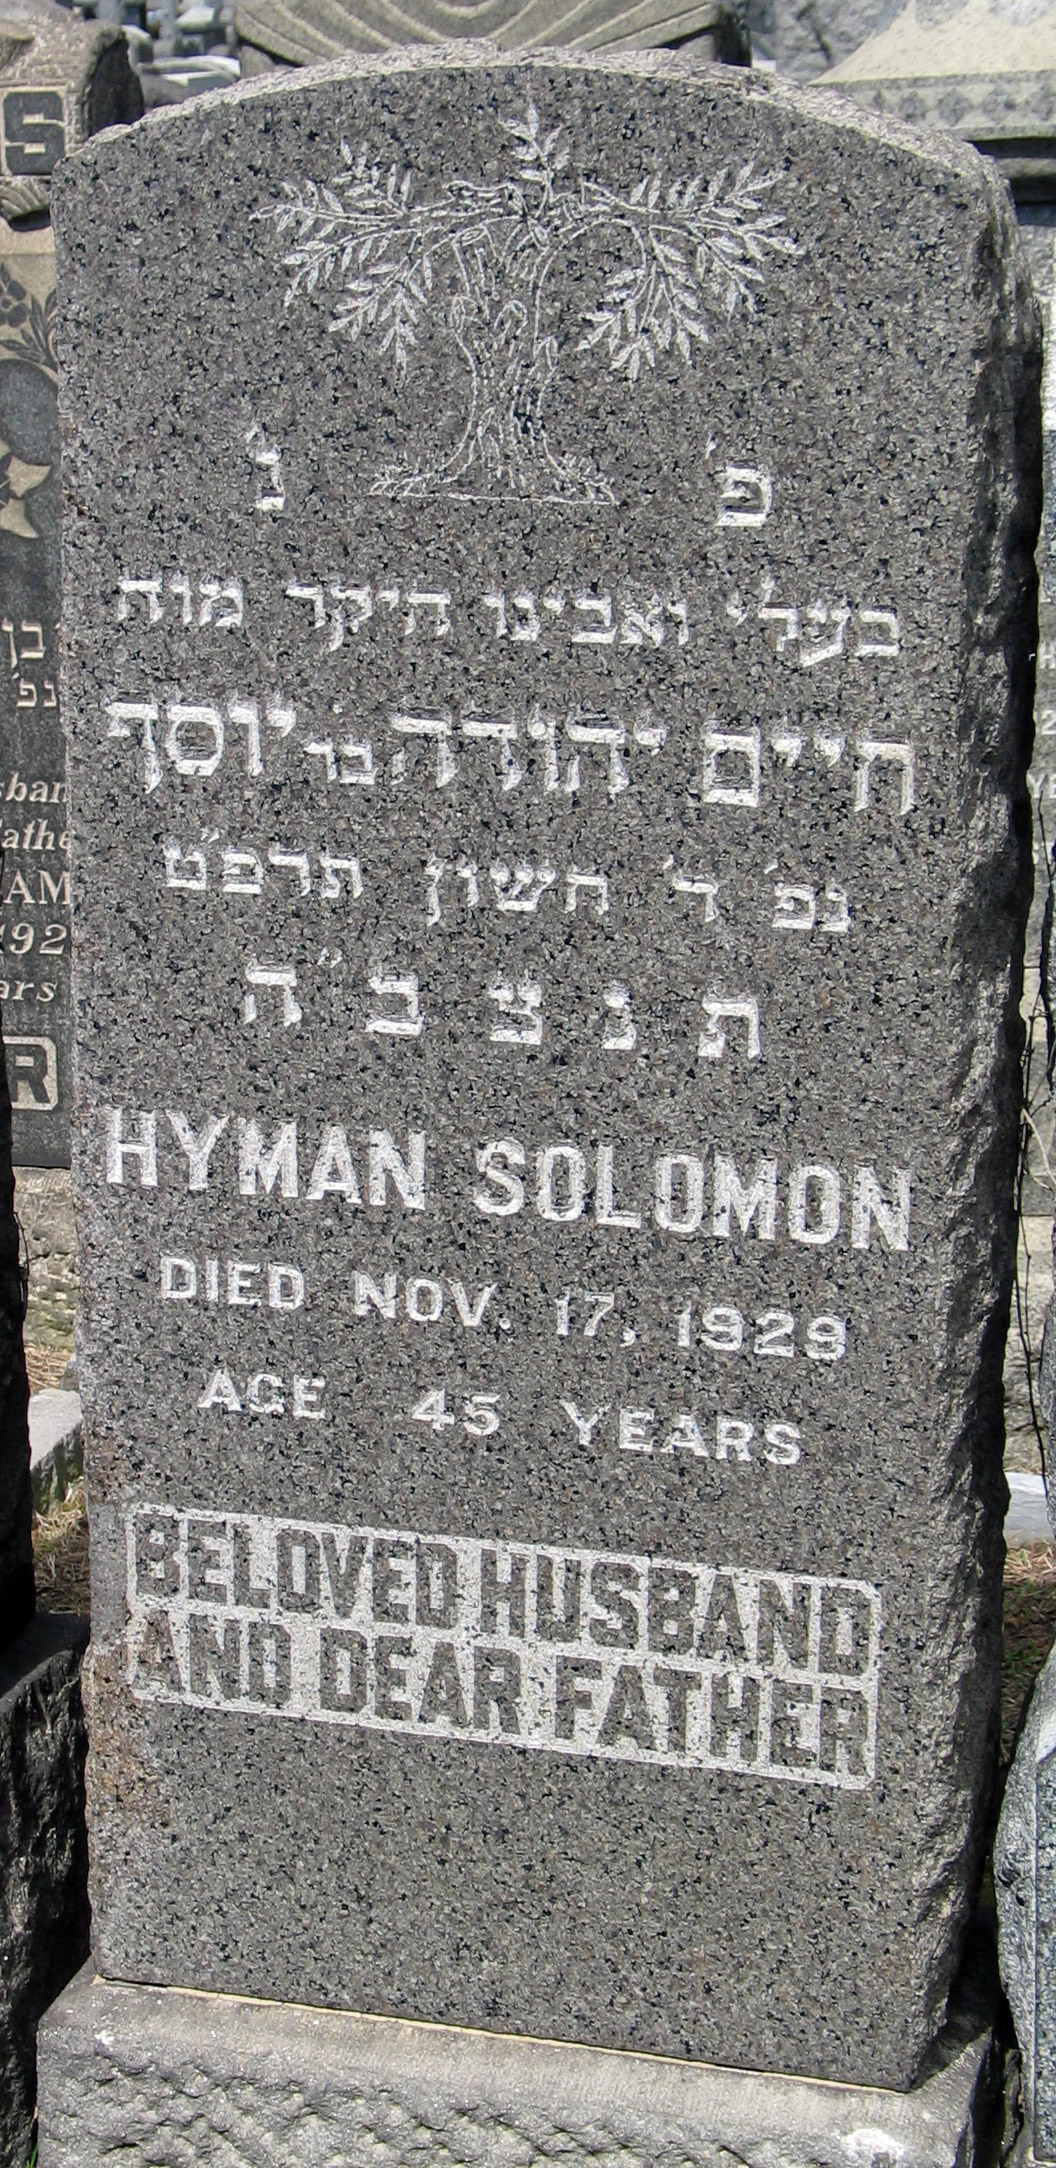 פ׳ נ׳
בעלי ואבינו היקר מוה
חיים יהודה בר יוסף
נפ׳ ד׳ חשון תרפ״ט
ת נ צ ב״ה
HYMAN SOLOMON
DIED NOV. 17, 1929
AGE 45 YEARS
BELOVED HUSBAND
AND DEAR FATHER